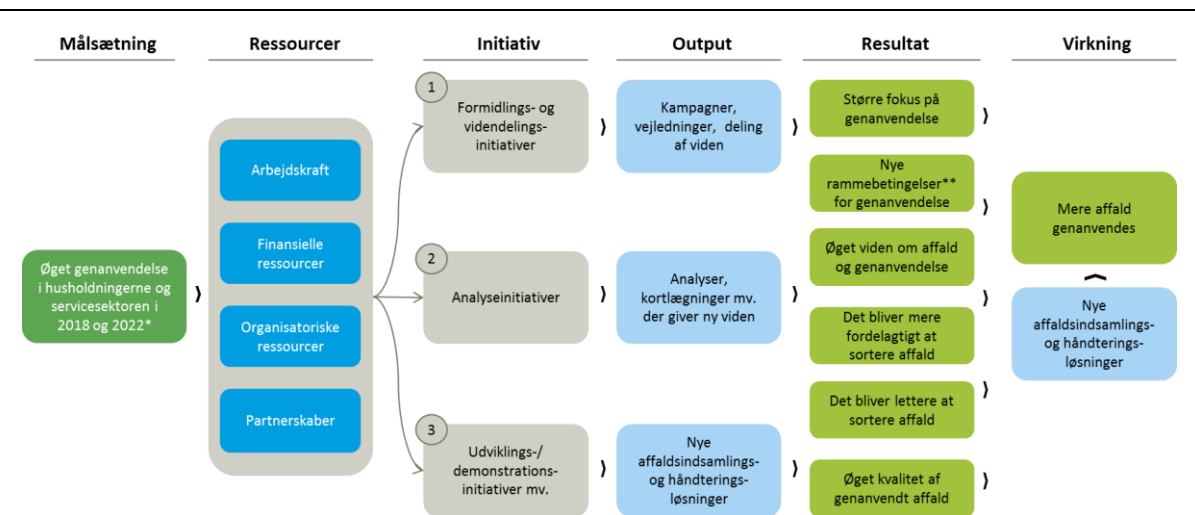 Målsætning
Ressourcer
Initiativ
Output
Resultat
Virkning
Øget genanvendelse
i husholdningerne og
servicesektoren i
2018 og 2022*
Arbejdskraft
Finansielle
ressourcer
Organisatoriske
ressourcer
Partnerskaber
1
Formidlings- og
videndelings-
initiativer
2
Analyseinitiativer
3
Udviklings-/
demonstrations-
initiativer mv.
Kampagner,
vejledninger, deling
af viden
Analyser,
kortlægninger mv.
der giver ny viden
Nye
affaldsindsamlings-
og håndterings-
løsninger
Større fokus på
genanvendelse
Nye
rammebetingelser**
for genanvendelse
Øget viden om affald
og genanvendelse
Det bliver mere
fordelagtigt at
sortere affald
Det bliver lettere at
sortere affald
Øget kvalitet af
genanvendt affald
Mere affald
genanvendes
Nye
affaldsindsamlings-
og håndterings-
løsninger